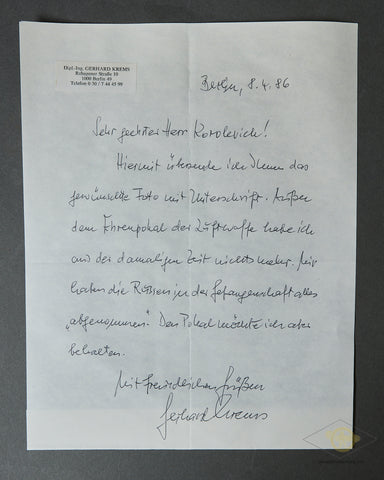 Dipl.-Ing. GERHARD KREMS
Rahngener Straße 10
1000 Berlin 49
Telefon 0 30 / 7 44 45 99
Berlin, 8.4.86
Sehr geehrter Herr Korolevich!
Hiermit übersende ich Ihnen das
gewünschte Foto mit Unterschrift. Außer
dem Ehrenpokal der Luftwaffe habe ich
aus der damaligen Zeit nichts mehr. Mir
haben die Russen in der Gefangenschaft alles
„abgenommen". Den Pokal möchte ich aber
behalten.
Mit freundlichen Grüßen
Gerhard Krems